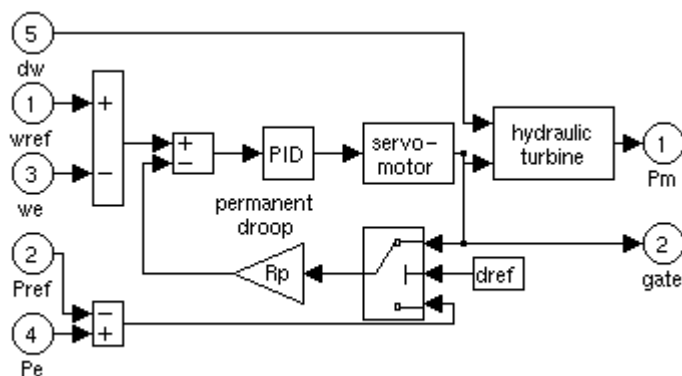 5
dw
1
wref
3
we
2
Pref
4
Pe
+
−
+
−
PID
servo-
motor
hydraulic
turbine
1
Pm
permanent
droop
Rp
dref
2
gate
−
+